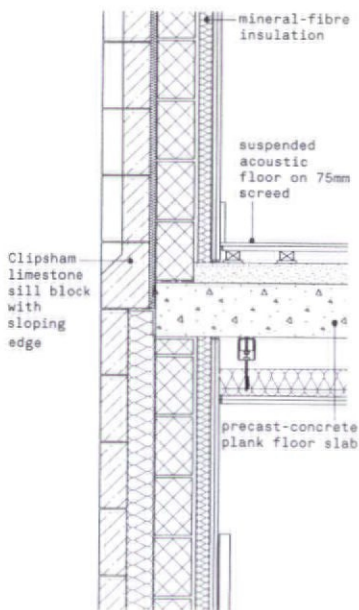 mineral-fibre
insulation
suspended
acoustic
floor on 75mm
screed
Clipsham
limestone
sill block
with
sloping
edge
precast-concrete
plank floor slab